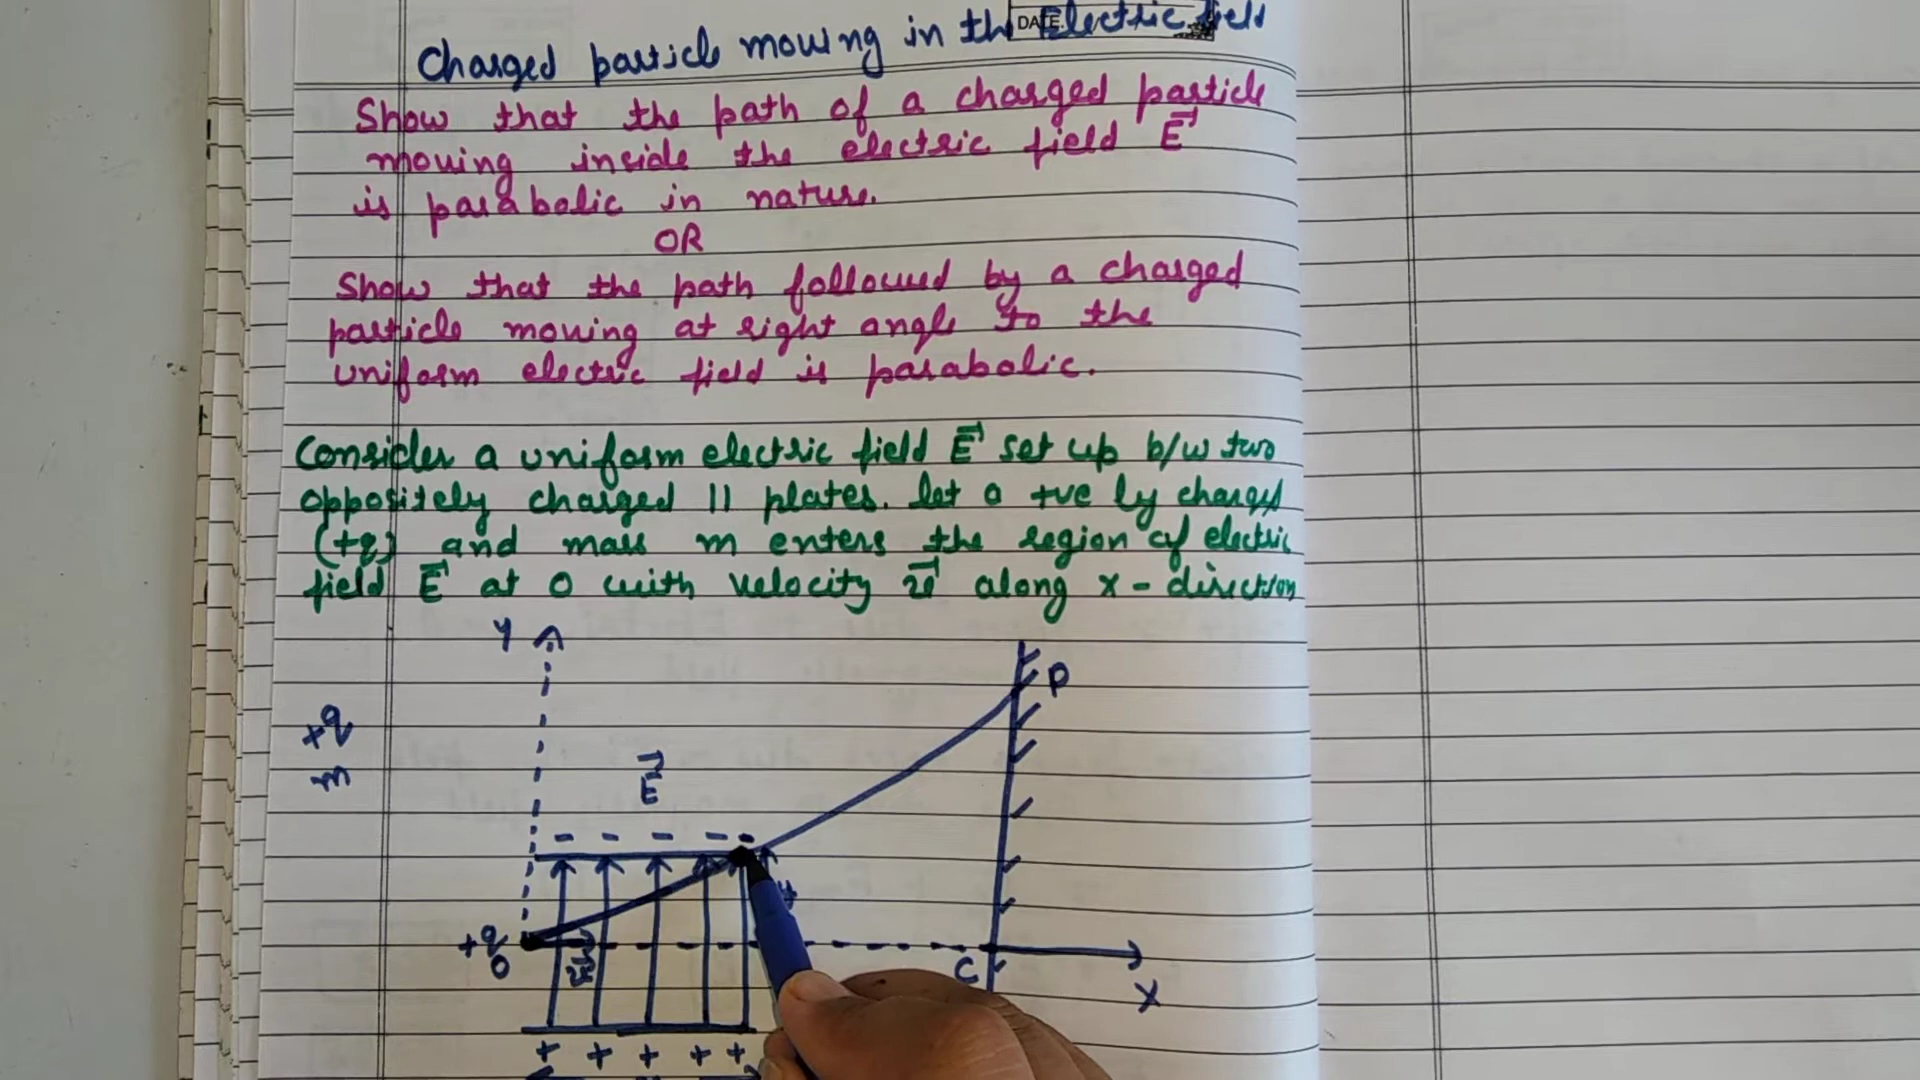 DATE
Charged particle moving in the Electric field
Show that the path of a charged particle
moving inside the electric field E⃗
is parabolic in nature.
OR
Show that the path followed by a charged
particle moving at right angle to the
uniform electric field is parabolic.
Consider a uniform electric field E⃗ set up b/w two
oppositely charged || plates. let a +ve ly charged
(+q) and mass m enters the region of electric
field E⃗ at O with velocity v⃗ along x - direction
Y
P
+q
m
E⃗
- - - - -
y
+q
O
v⃗
C
X
+ + + + +